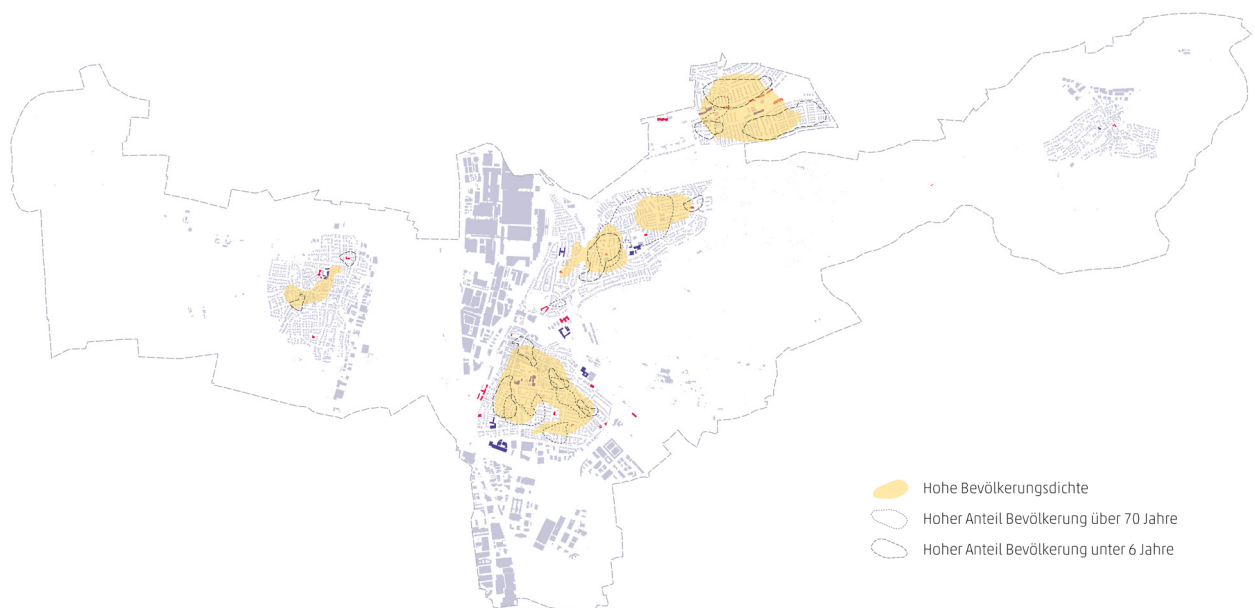 Hohe Bevölkerungsdichte
Hoher Anteil Bevölkerung über 70 Jahre
Hoher Anteil Bevölkerung unter 6 Jahre